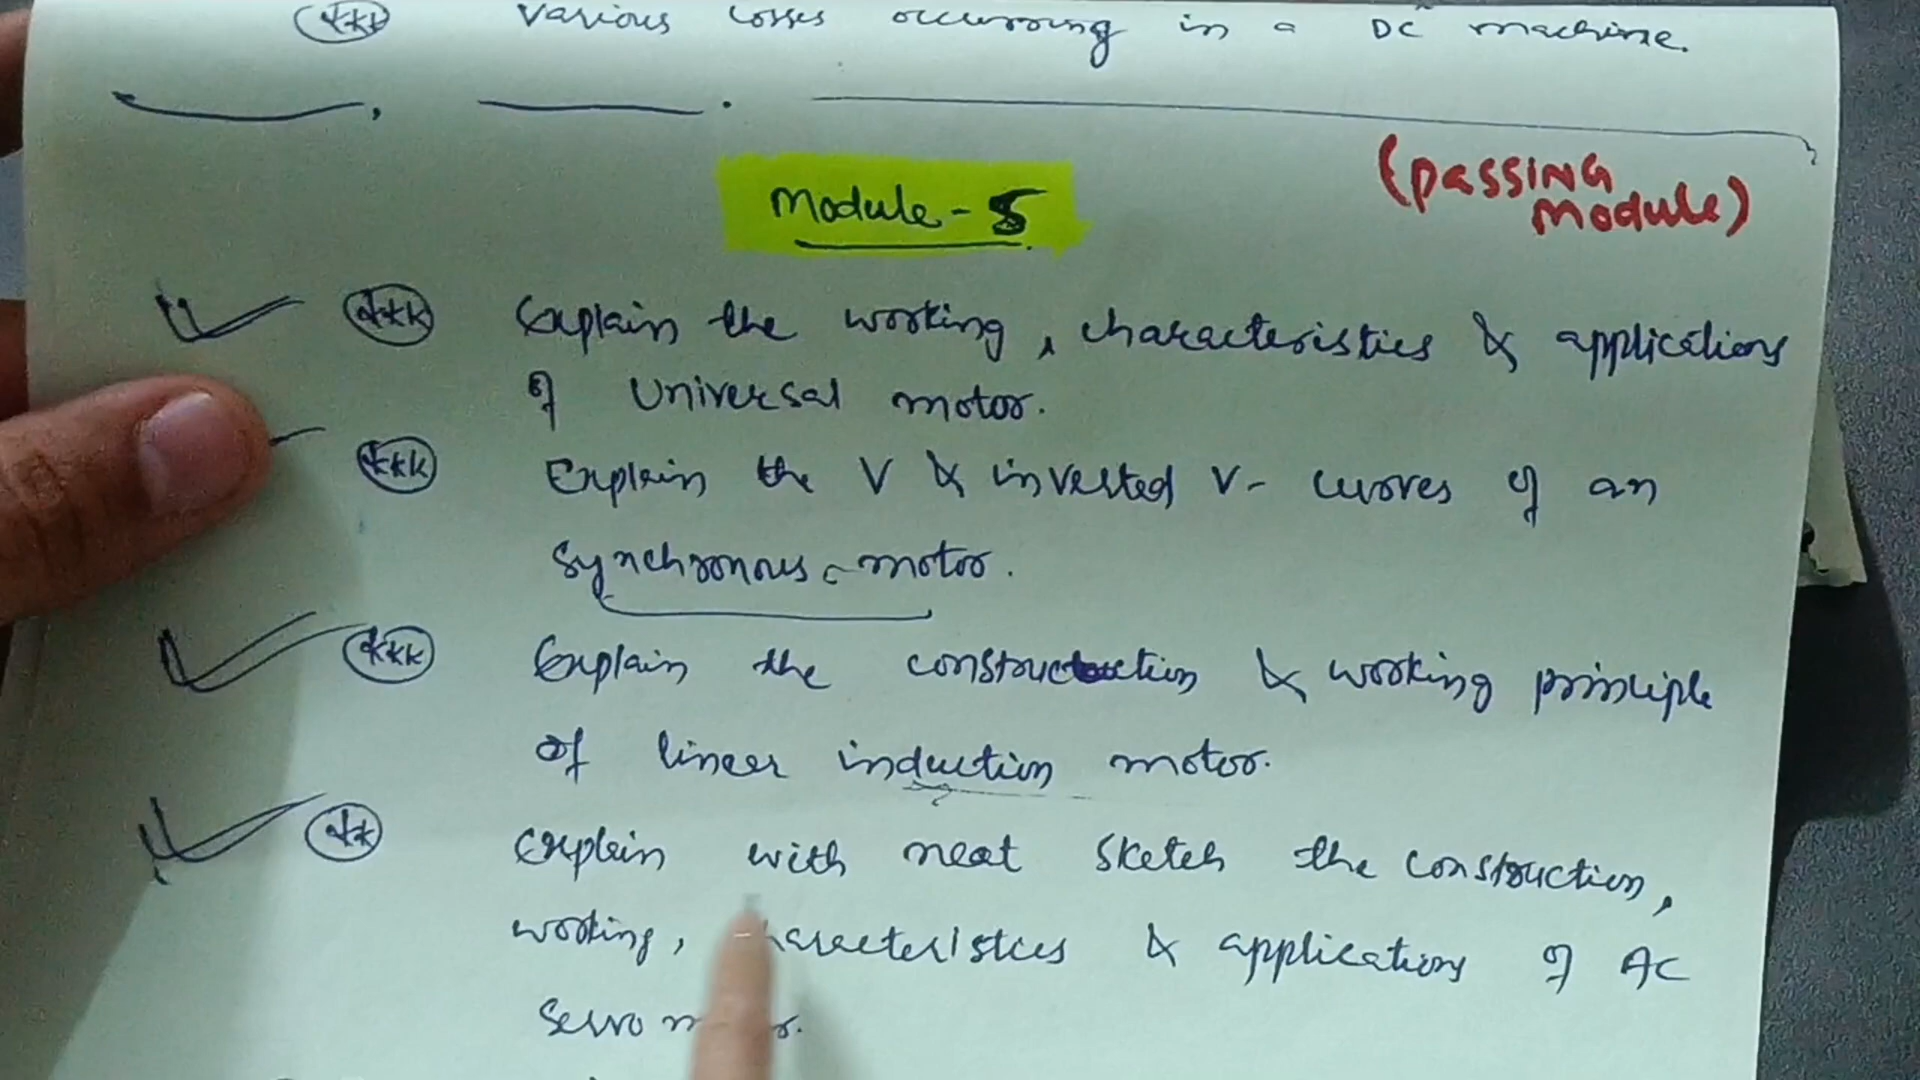 *** Various losses occurring in a DC machine.
Module - 5
(PASSING
MODULE)
*** Explain the working, characteristics & applications
of Universal motor.
*** Explain the V & inverted V- curves of an
synchronous motor.
*** Explain the construction & working principle
of linear induction motor.
** Explain with neat sketch the construction,
working, characteristics & applications of AC
servo